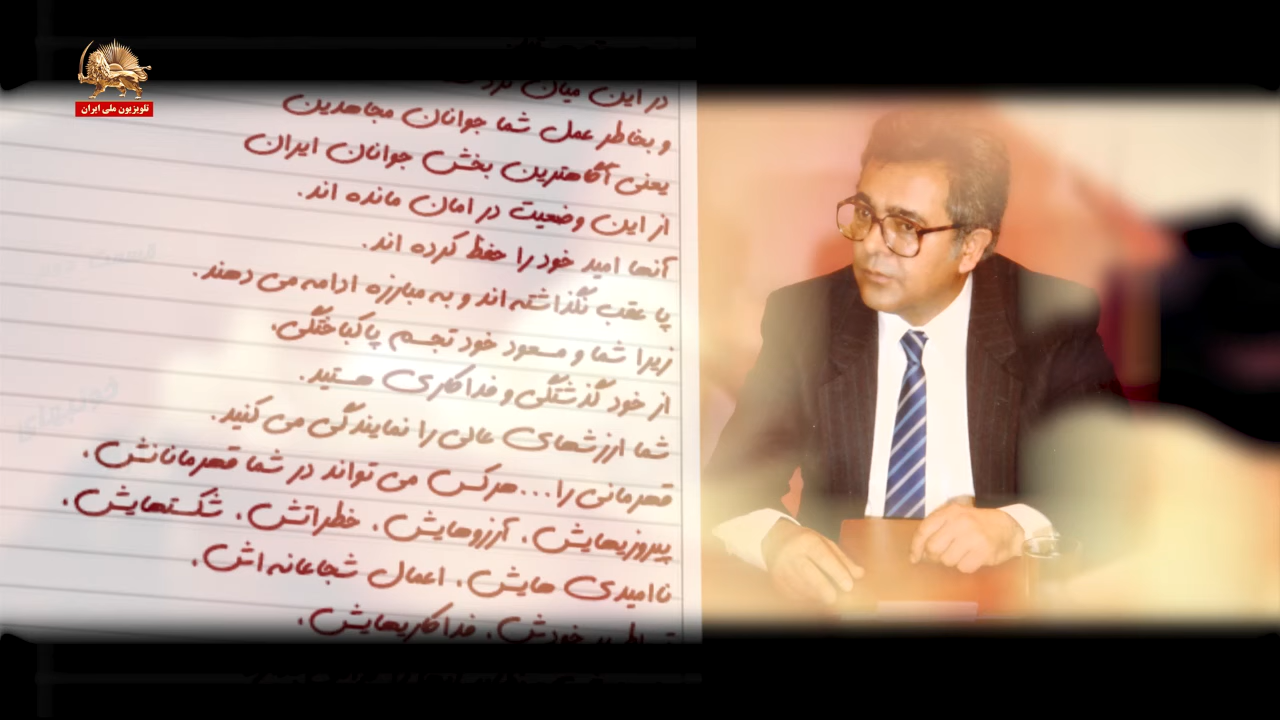 تلویزیون ملی ایران
در این میان
و بخاطر عمل شما جوانان مجاهدین
یعنی آگاهترین بخش جوانان ایران
از این وضعیت در امان مانده اند.
آنها امید خود را حفظ کرده اند.
پا عقب نگذاشته اند و به مبارزه ادامه می دهند.
زیرا شما و مسعود خود تجسم پاکباختگی،
از خود گذشتگی و فداکاری هستید.
شما ارزشهای عالی را نمایندگی می کنید.
قهرمانی را...هرکس می تواند در شما قهرمانانش،
پیروزیهایش، آرزوهایش، خطراتش، شکستهایش،
ناامیدی هایش، اعمال شجاعانه اش،
خودش، فداکاریهایش،